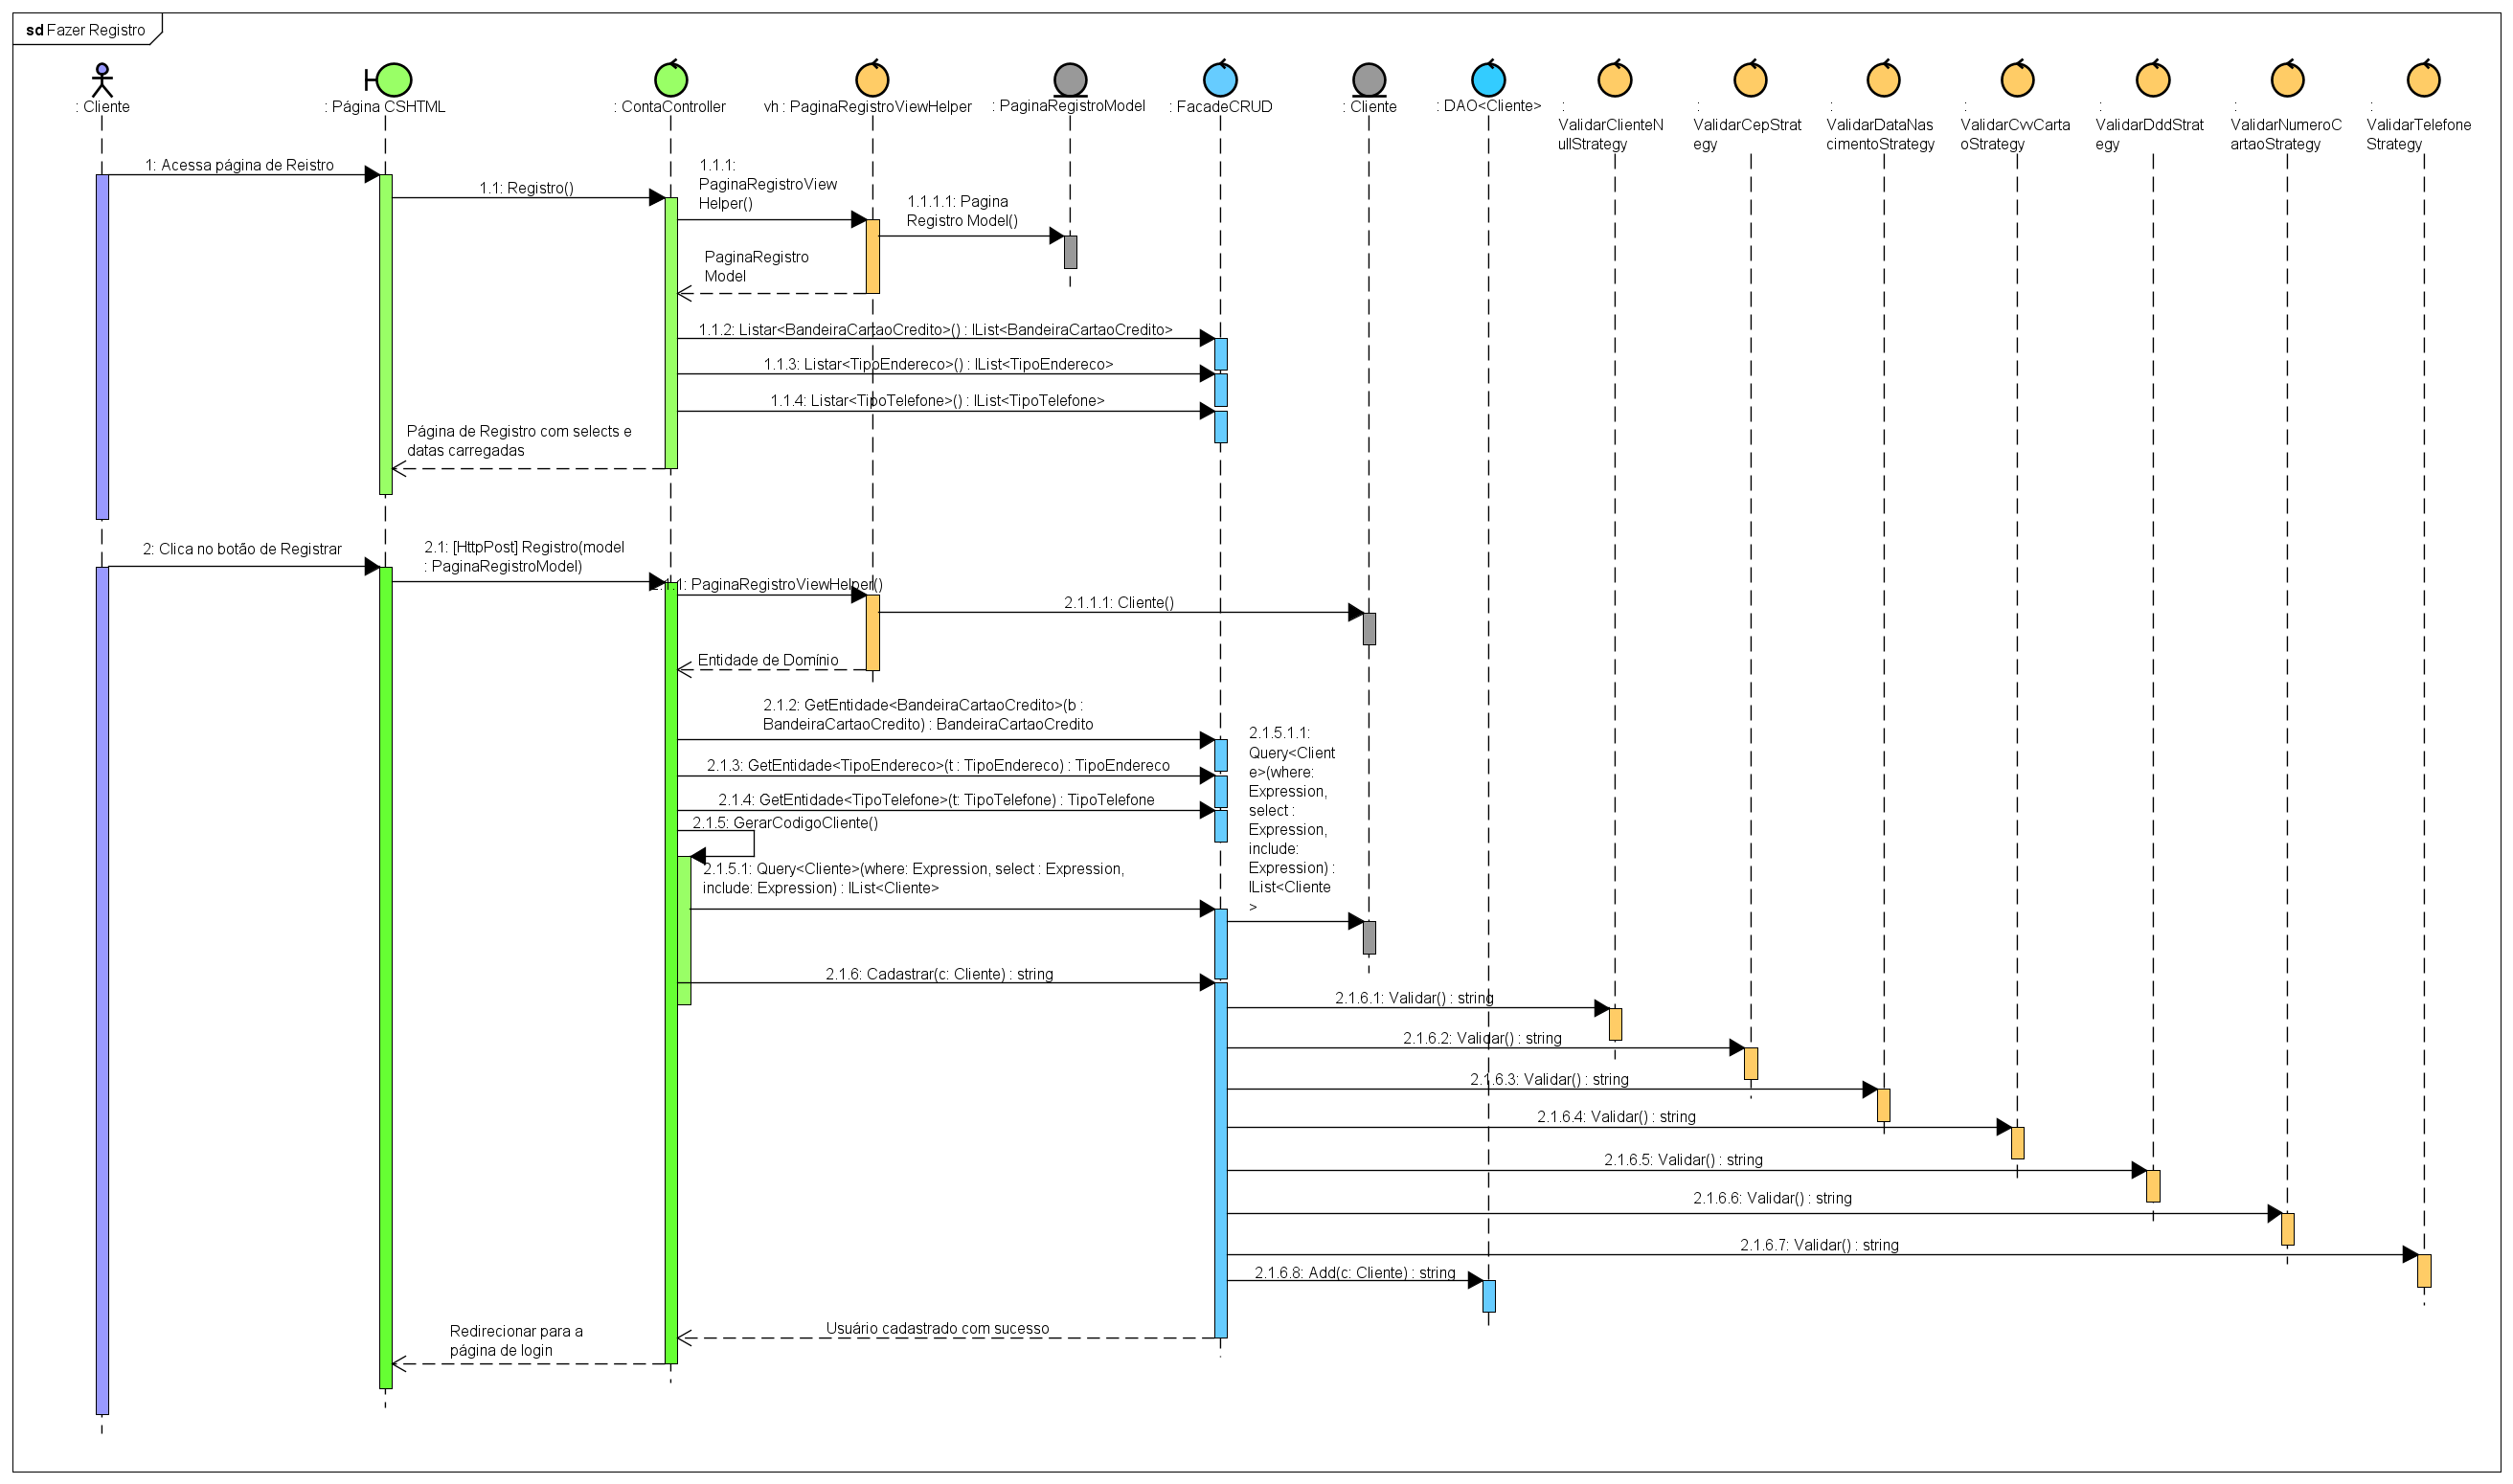 sd Fazer Registro
: Cliente
: Página CSHTML
: ContaController
vh : PaginaRegistroViewHelper
: PaginaRegistroModel
: FacadeCRUD
: Cliente
: DAO<Cliente>
:
ValidarClienteN
ullStrategy
:
ValidarCepStrat
egy
:
ValidarDataNas
cimentoStrategy
:
ValidarCvvCarta
oStrategy
:
ValidarDddStrat
egy
:
ValidarNumeroC
artaoStrategy
:
ValidarTelefone
Strategy
1: Acessa página de Reistro
1.1: Registro()
1.1.1:
PaginaRegistroView
Helper()
1.1.1.1: Pagina
Registro Model()
PaginaRegistro
Model
1.1.2: Listar<BandeiraCartaoCredito>() : IList<BandeiraCartaoCredito>
1.1.3: Listar<TipoEndereco>() : IList<TipoEndereco>
1.1.4: Listar<TipoTelefone>() : IList<TipoTelefone>
Página de Registro com selects e
datas carregadas
2: Clica no botão de Registrar
2.1: [HttpPost] Registro(model
: PaginaRegistroModel)
2.1.1: PaginaRegistroViewHelper()
2.1.1.1: Cliente()
Entidade de Domínio
2.1.2: GetEntidade<BandeiraCartaoCredito>(b :
BandeiraCartaoCredito) : BandeiraCartaoCredito
2.1.3: GetEntidade<TipoEndereco>(t : TipoEndereco) : TipoEndereco
2.1.4: GetEntidade<TipoTelefone>(t: TipoTelefone) : TipoTelefone
2.1.5: GerarCodigoCliente()
2.1.5.1: Query<Cliente>(where: Expression, select : Expression,
include: Expression) : IList<Cliente>
2.1.5.1.1:
Query<Client
e>(where:
Expression,
select :
Expression,
include:
Expression) :
IList<Cliente
>
2.1.6: Cadastrar(c: Cliente) : string
2.1.6.1: Validar() : string
2.1.6.2: Validar() : string
2.1.6.3: Validar() : string
2.1.6.4: Validar() : string
2.1.6.5: Validar() : string
2.1.6.6: Validar() : string
2.1.6.7: Validar() : string
2.1.6.8: Add(c: Cliente) : string
Usuário cadastrado com sucesso
Redirecionar para a
página de login